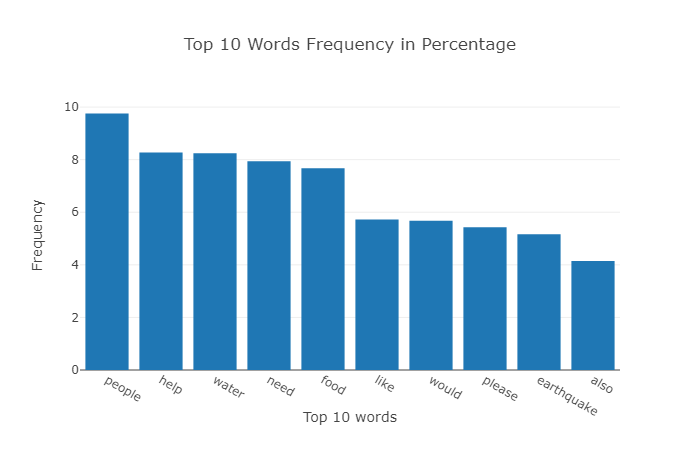 Top 10 Words Frequency in Percentage
10
8
6
4
2
0
Frequency
people
help
water
need
food
like
would
please
earthquake
also
Top 10 words